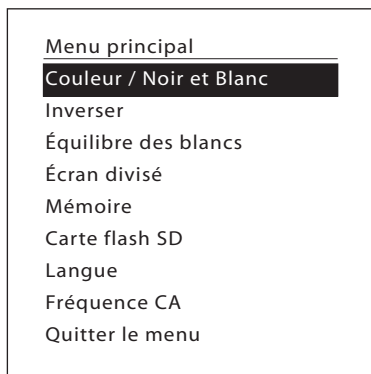 Menu principal
Couleur / Noir et Blanc
Inverser
Équilibre des blancs
Écran divisé
Mémoire
Carte flash SD
Langue
Fréquence CA
Quitter le menu